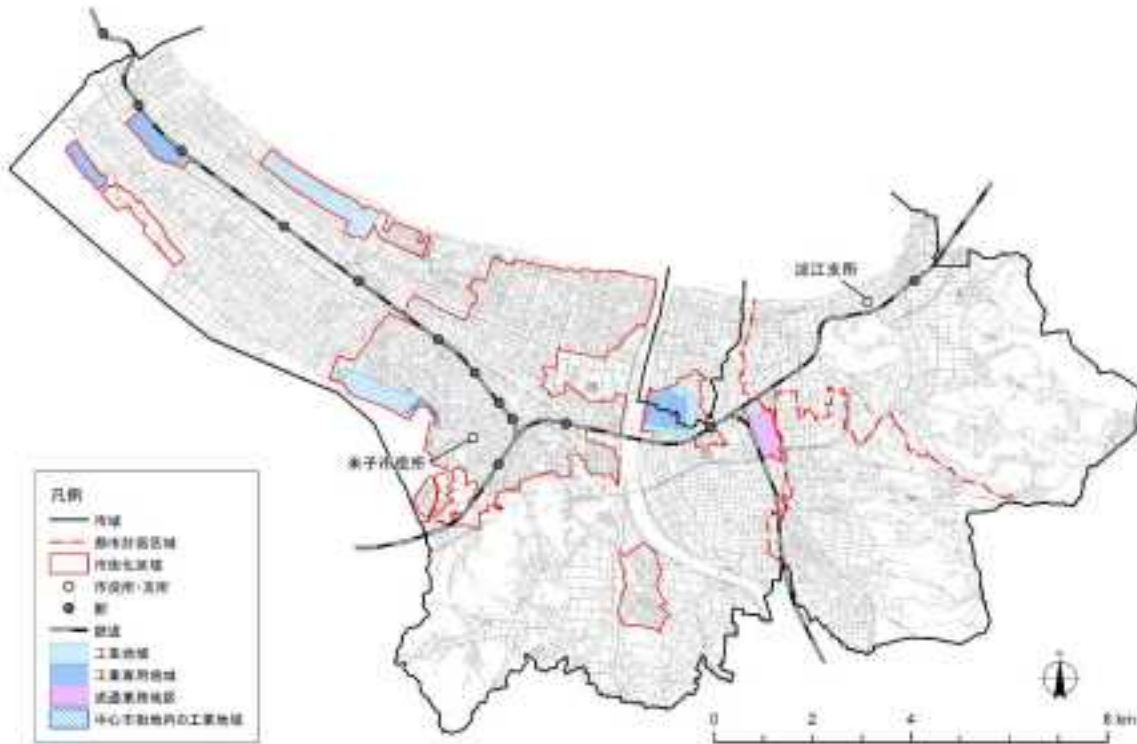 淀江支所
米子市役所
凡例
市域
都市計画区域
市街化区域
市役所・支所
駅
鉄道
工業地域
工業専用地域
流通業務地区
中心市街地内の工業地域
0 2 4 8 km